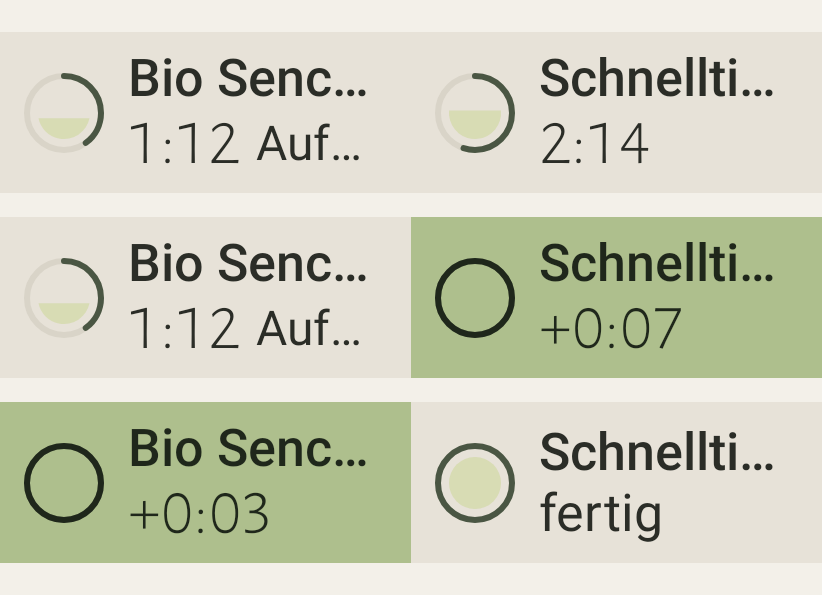 Bio Senc…
1:12 Auf…
Schnellti…
2:14
Bio Senc…
1:12 Auf…
Schnellti…
+0:07
Bio Senc…
+0:03
Schnellti…
fertig